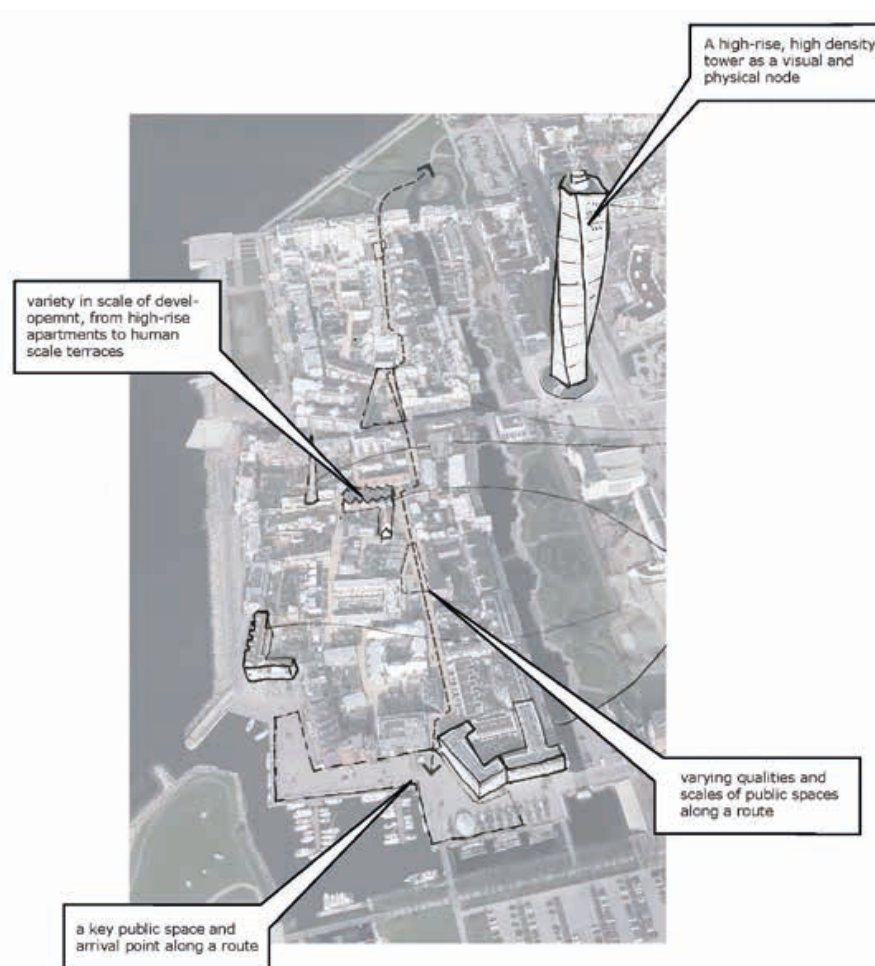 A high-rise, high density
tower as a visual and
physical node
variety in scale of devel-
opemnt, from high-rise
apartments to human
scale terraces
varying qualities and
scales of public spaces
along a route
a key public space and
arrival point along a route